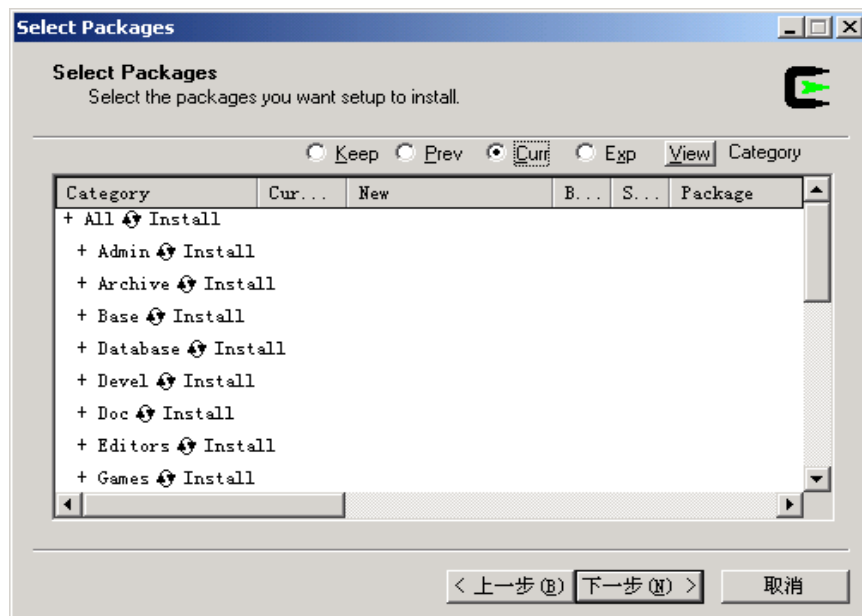 Select Packages
Select Packages
Select the packages you want setup to install.
Keep Prev Curr Exp View Category
Category Cur... New B... S... Package
+ All Install
+ Admin Install
+ Archive Install
+ Base Install
+ Database Install
+ Devel Install
+ Doc Install
+ Editors Install
+ Games Install
< 上一步(B) 下一步(N) > 取消